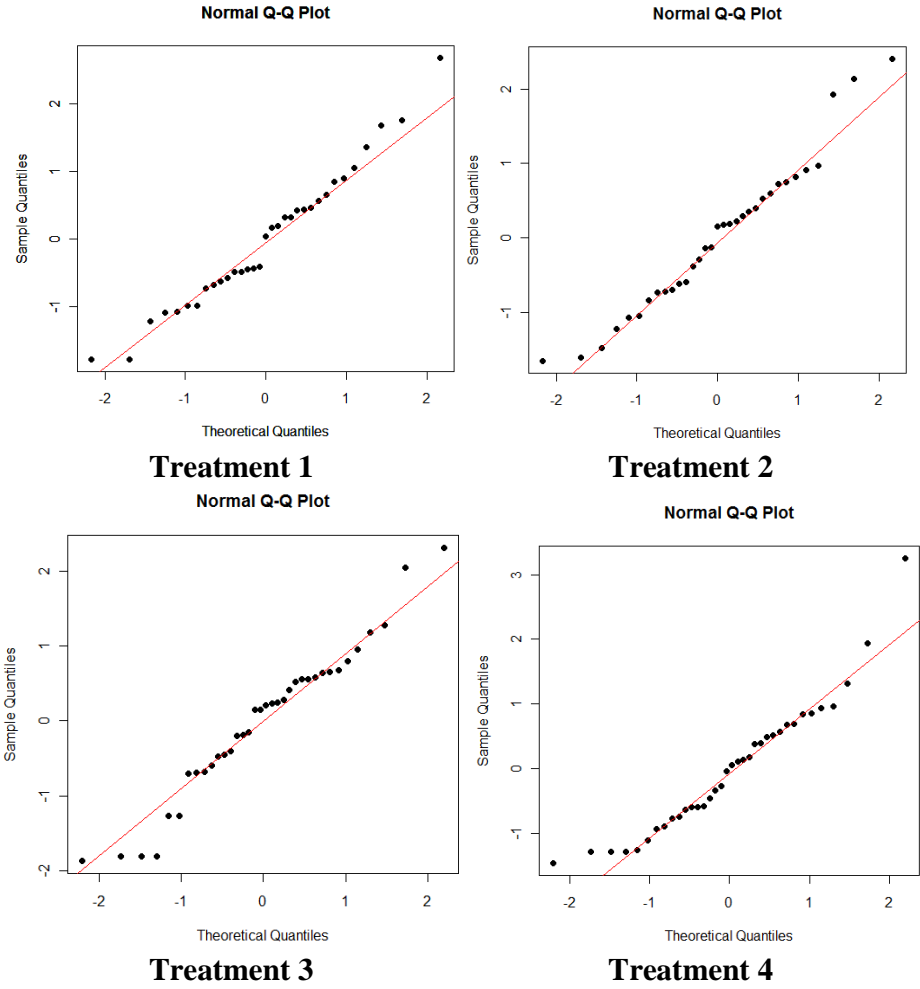 Normal Q-Q Plot
Sample Quantiles
2
1
0
-1
-2
-1
0
1
2
Theoretical Quantiles
Treatment 1
Normal Q-Q Plot
Sample Quantiles
2
1
0
-1
-2
-1
0
1
2
Theoretical Quantiles
Treatment 2
Normal Q-Q Plot
Sample Quantiles
2
1
0
-1
-2
-2
-1
0
1
2
Theoretical Quantiles
Treatment 3
Normal Q-Q Plot
Sample Quantiles
3
2
1
0
-1
-2
-1
0
1
2
Theoretical Quantiles
Treatment 4